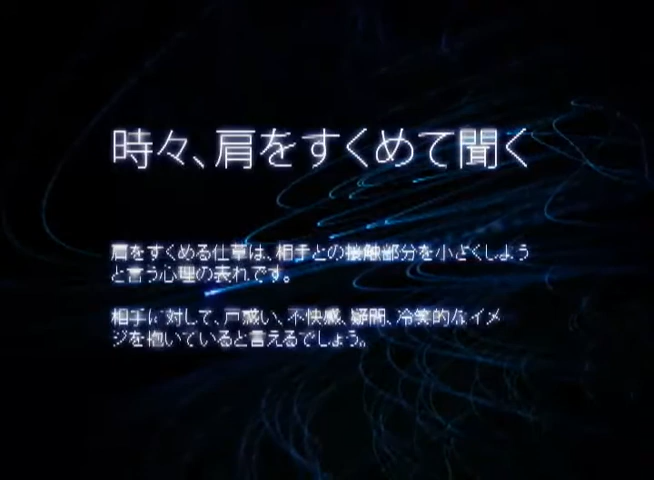 時々、肩をすくめて聞く
肩をすくめる仕草は、相手との接触部分を小さくしよう
と言う心理の表れです。
相手に対して、戸惑い、不快感、疑問、冷笑的なイメ
ジを抱いていると言えるでしょう。